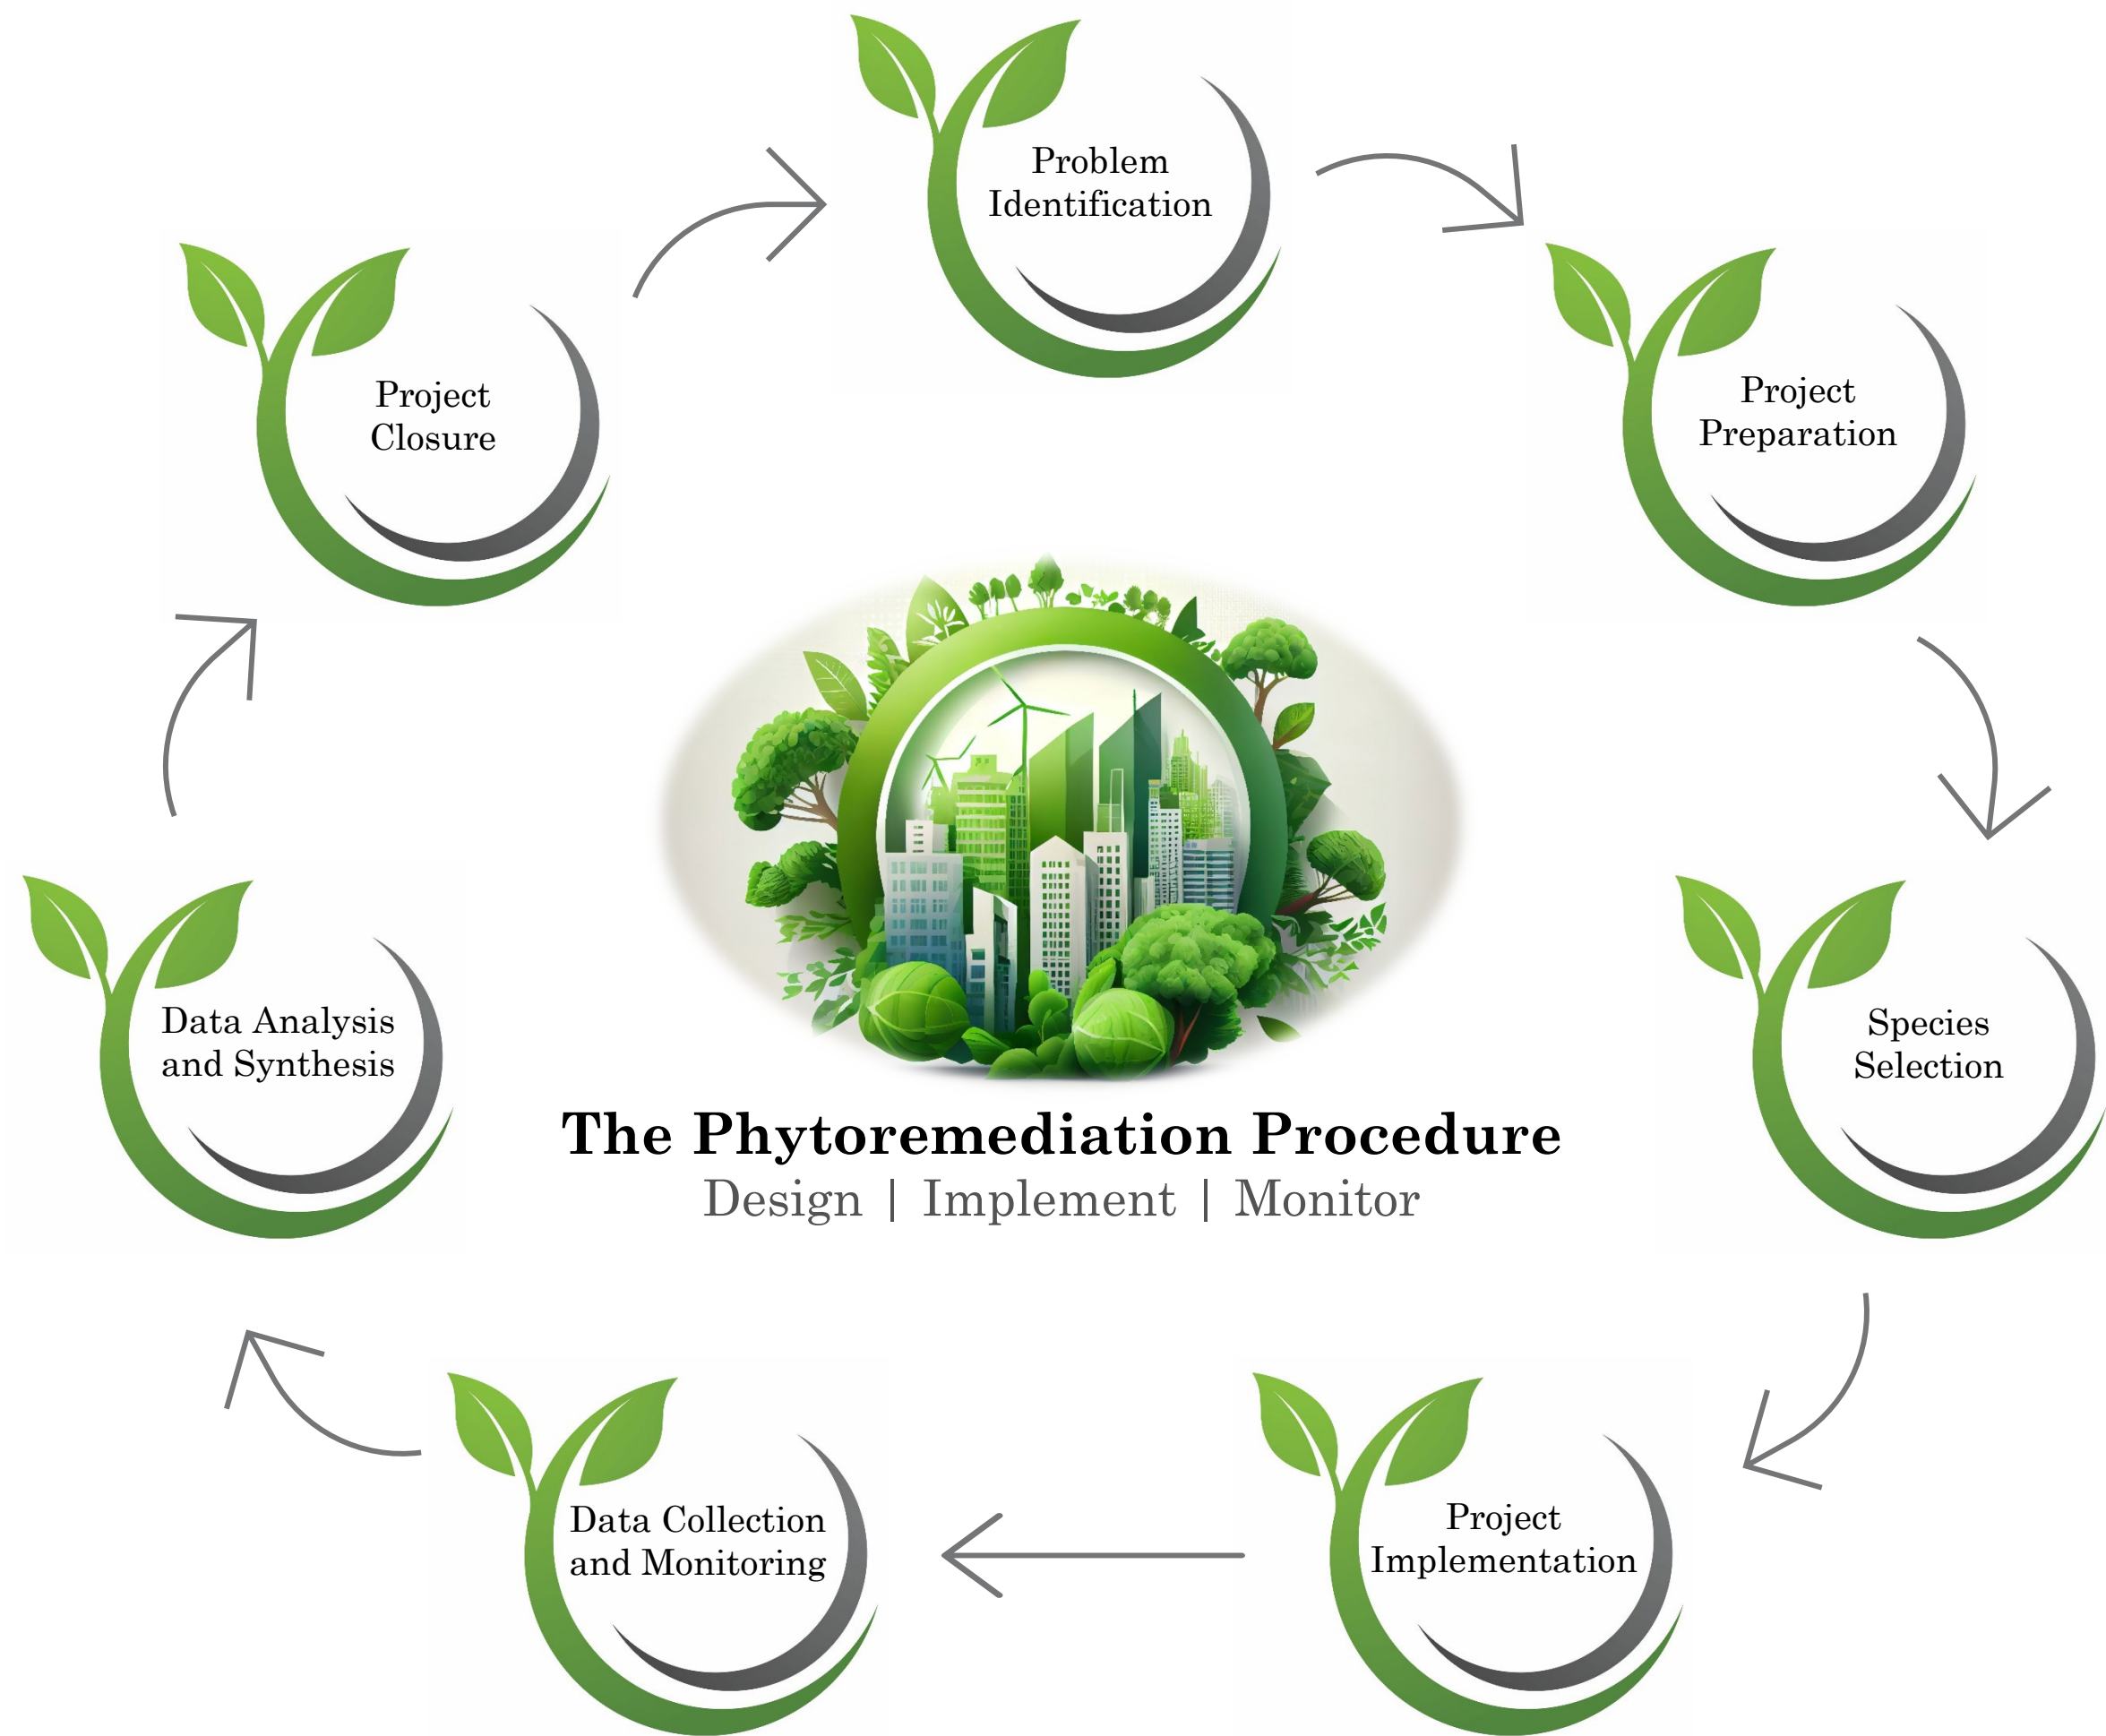 Problem
Identification
Project
Preparation
Species
Selection
Project
Implementation
Data Collection
and Monitoring
Data Analysis
and Synthesis
Project
Closure
The Phytoremediation Procedure
Design | Implement | Monitor